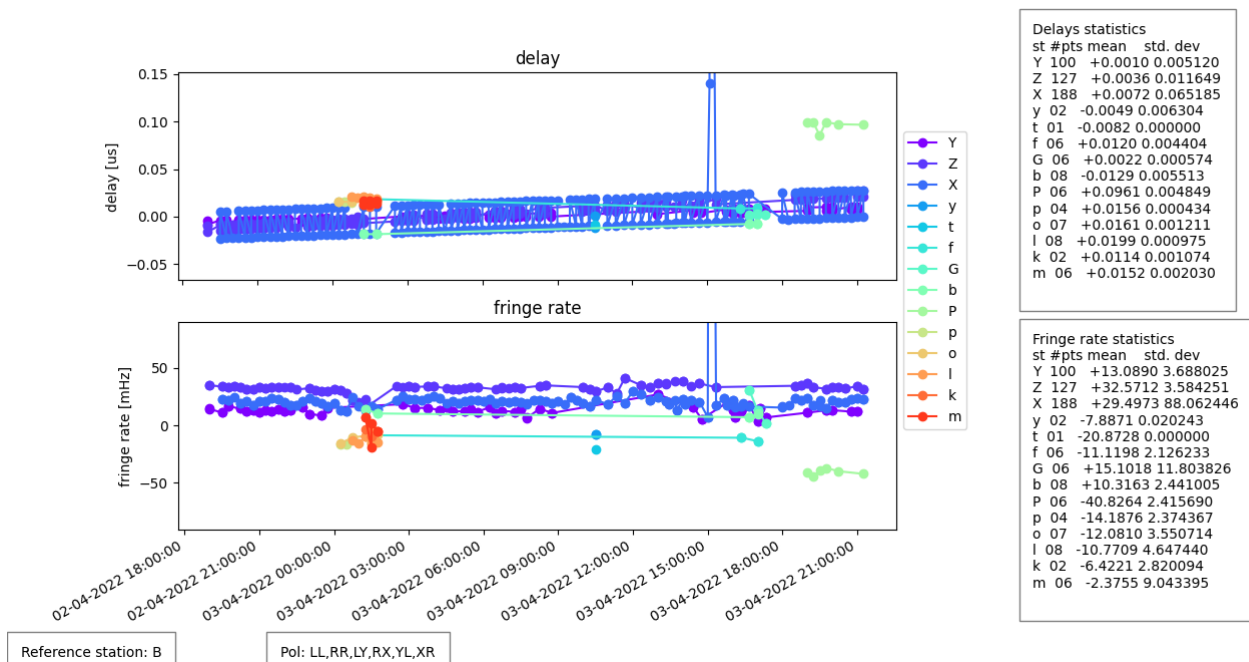 delay
0.15
0.10
0.05
0.00
−0.05
delay [us]
fringe rate
50
0
−50
fringe rate [mHz]
02-04-2022 18:00:00
02-04-2022 21:00:00
03-04-2022 00:00:00
03-04-2022 03:00:00
03-04-2022 06:00:00
03-04-2022 09:00:00
03-04-2022 12:00:00
03-04-2022 15:00:00
03-04-2022 18:00:00
03-04-2022 21:00:00
Y
Z
X
y
t
f
G
b
P
p
o
l
k
m
Delays statistics
st #pts mean std. dev
Y 100 +0.0010 0.005120
Z 127 +0.0036 0.011649
X 188 +0.0072 0.065185
y 02 -0.0049 0.006304
t 01 -0.0082 0.000000
f 06 +0.0120 0.004404
G 06 +0.0022 0.000574
b 08 -0.0129 0.005513
P 06 +0.0961 0.004849
p 04 +0.0156 0.000434
o 07 +0.0161 0.001211
l 08 +0.0199 0.000975
k 02 +0.0114 0.001074
m 06 +0.0152 0.002030
Fringe rate statistics
st #pts mean std. dev
Y 100 +13.0890 3.688025
Z 127 +32.5712 3.584251
X 188 +29.4973 88.062446
y 02 -7.8871 0.020243
t 01 -20.8728 0.000000
f 06 -11.1198 2.126233
G 06 +15.1018 11.803826
b 08 +10.3163 2.441005
P 06 -40.8264 2.415690
p 04 -14.1876 2.374367
o 07 -12.0810 3.550714
l 08 -10.7709 4.647440
k 02 -6.4221 2.820094
m 06 -2.3755 9.043395
Reference station: B
Pol: LL,RR,LY,RX,YL,XR